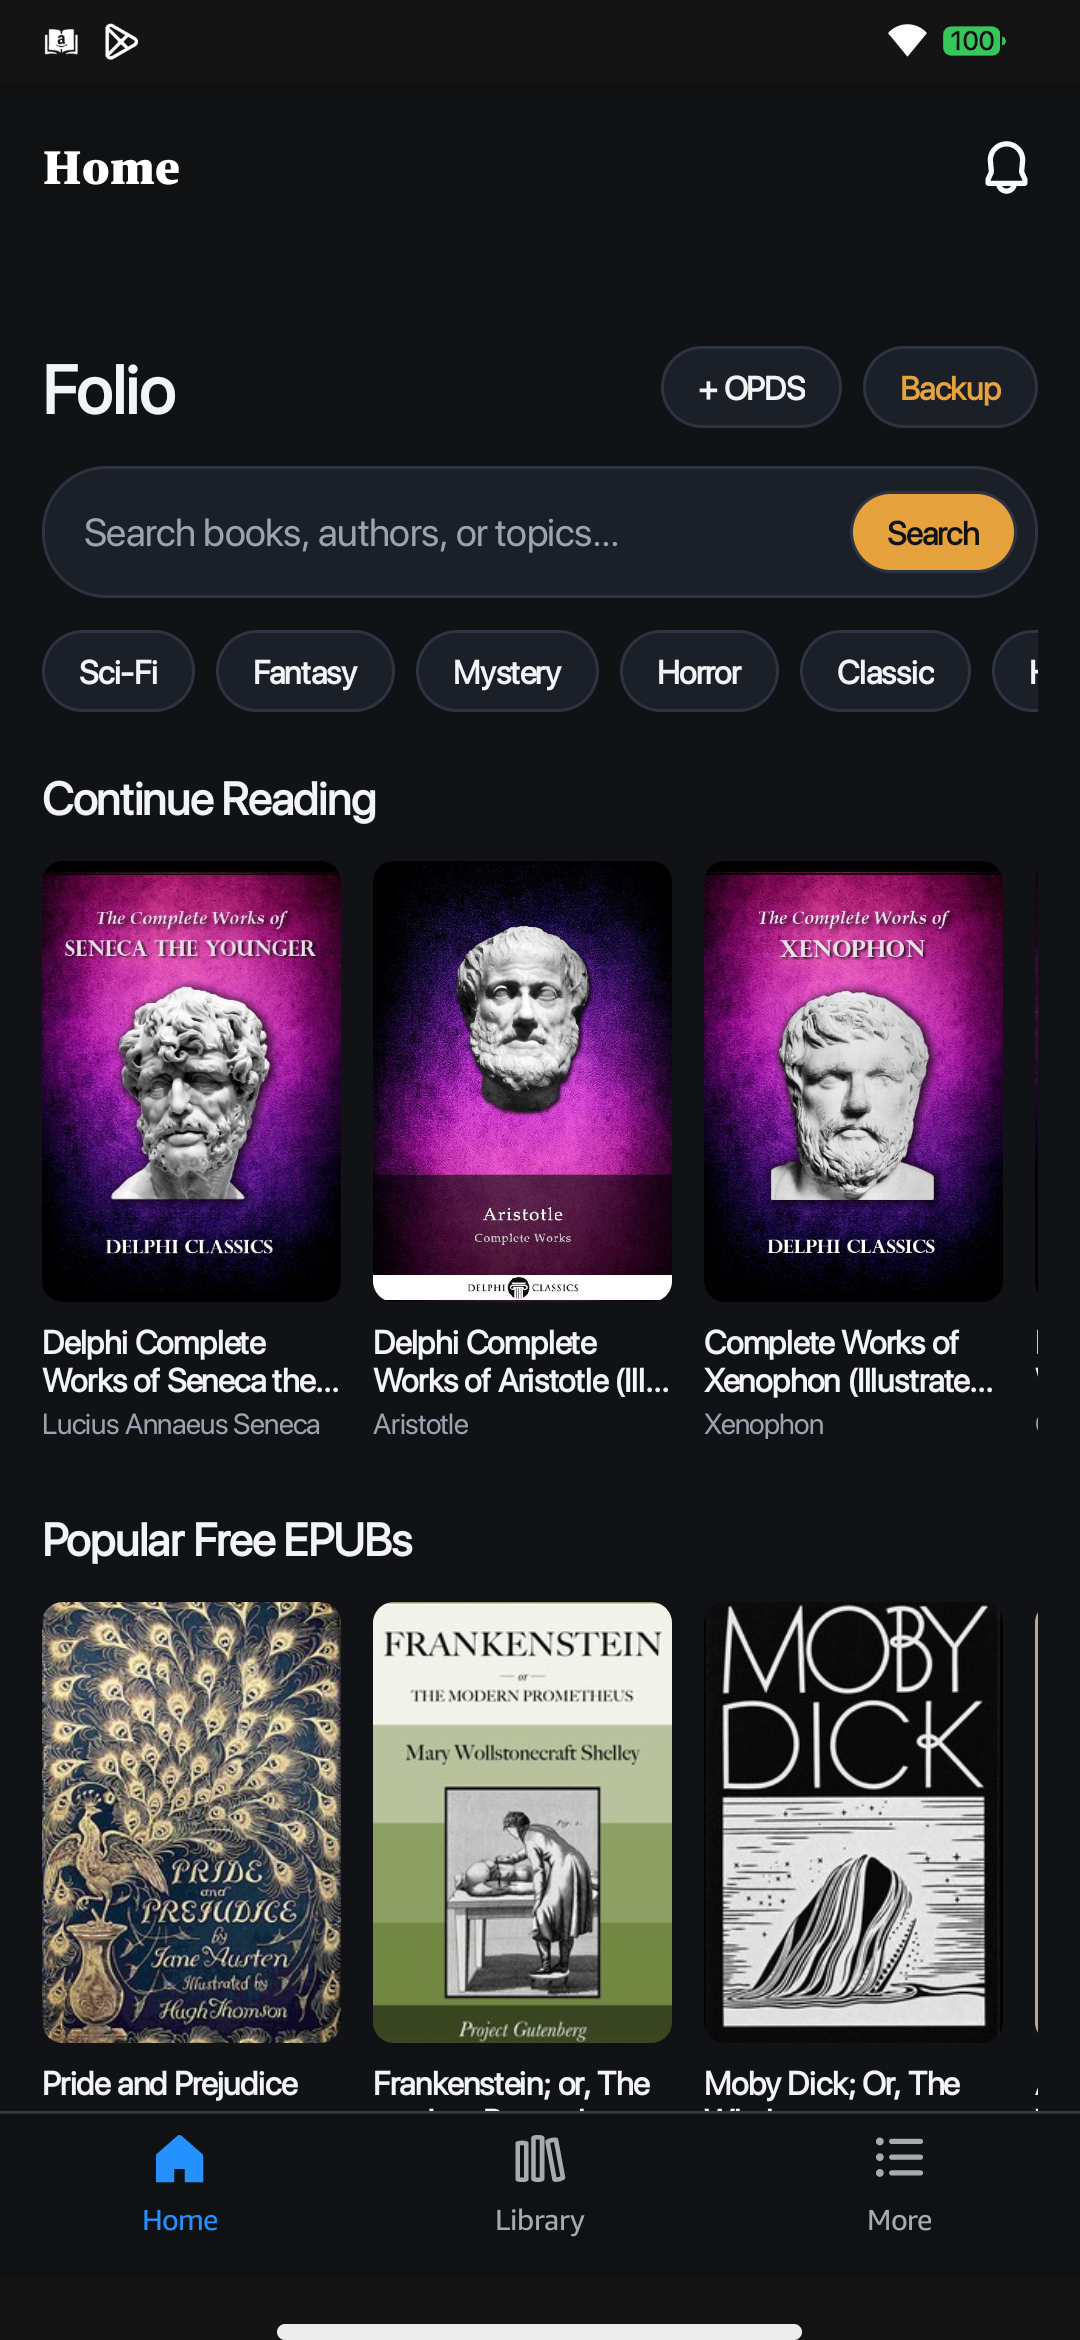 100
Home
Folio
+ OPDS
Backup
Search books, authors, or topics...
Search
Sci-Fi
Fantasy
Mystery
Horror
Classic
Continue Reading
The Complete Works of
SENECA THE YOUNGER
DELPHI CLASSICS
Aristotle
Complete Works
DELPHI CLASSICS
The Complete Works of
XENOPHON
DELPHI CLASSICS
Delphi Complete
Works of Seneca the...
Lucius Annaeus Seneca
Delphi Complete
Works of Aristotle (Ill...
Aristotle
Complete Works of
Xenophon (Illustrate...
Xenophon
Popular Free EPUBs
PRIDE
and
PREJUDICE
by
Jane Austen
Illustrated by
Hugh Thomson
FRANKENSTEIN
— or —
THE MODERN PROMETHEUS
Mary Wollstonecraft Shelley
Fig. 1.
Project Gutenberg
MOBY
DICK
Pride and Prejudice
Frankenstein; or, The
Moby Dick; Or, The
Home
Library
More